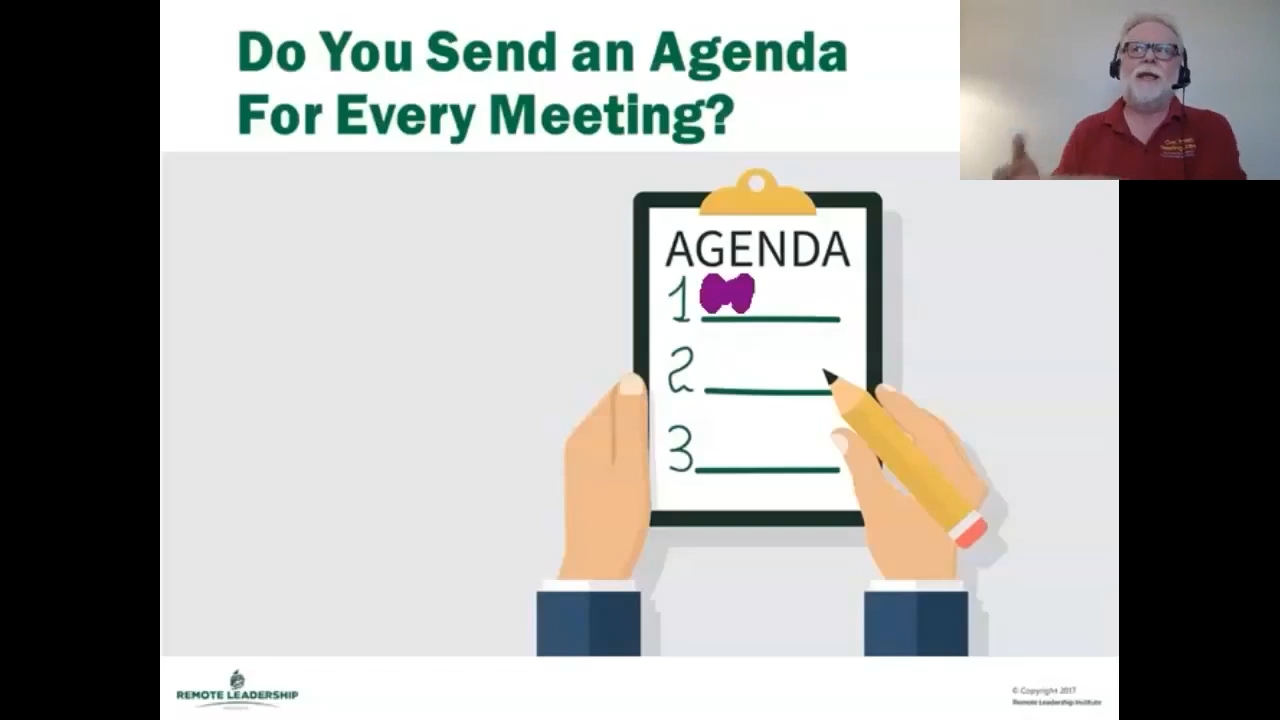 Do You Send an Agenda
For Every Meeting?
AGENDA
1
2
3
REMOTE LEADERSHIP
© Copyright 2017
Remote Leadership Institute